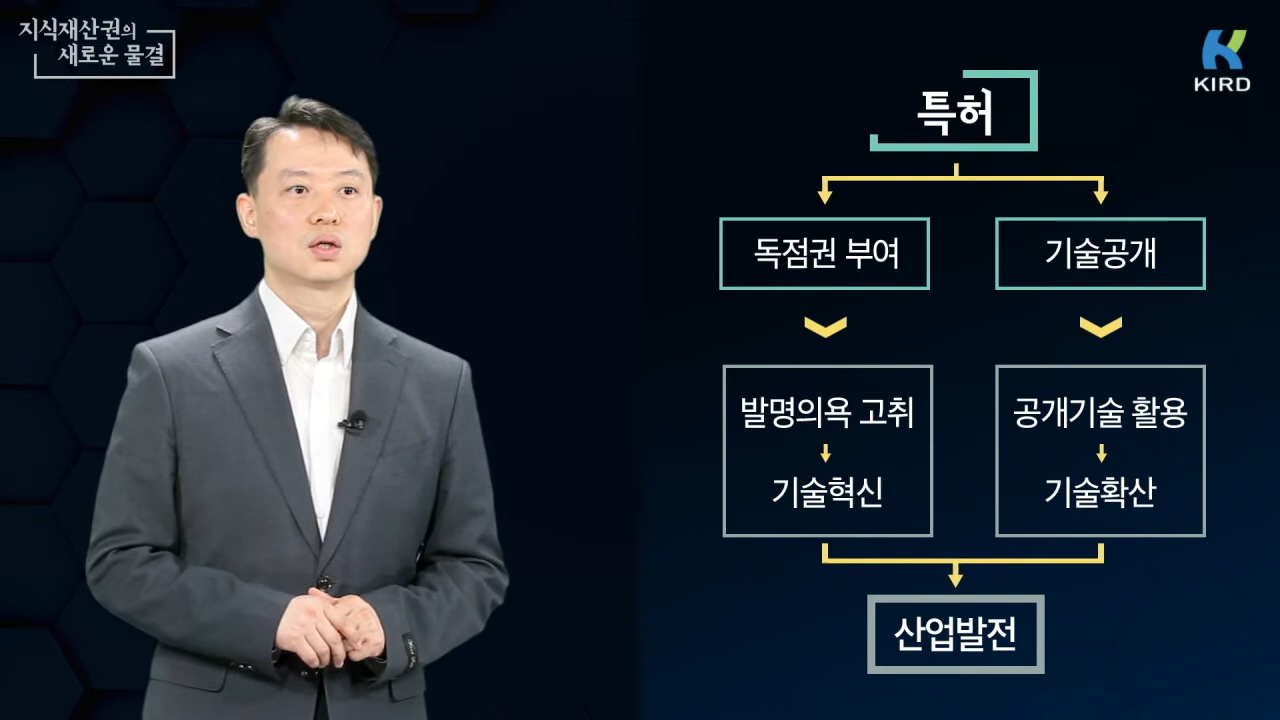 지식재산권의
새로운 물결
KIRD
특허
독점권 부여
기술공개
발명의욕 고취
기술혁신
공개기술 활용
기술확산
산업발전